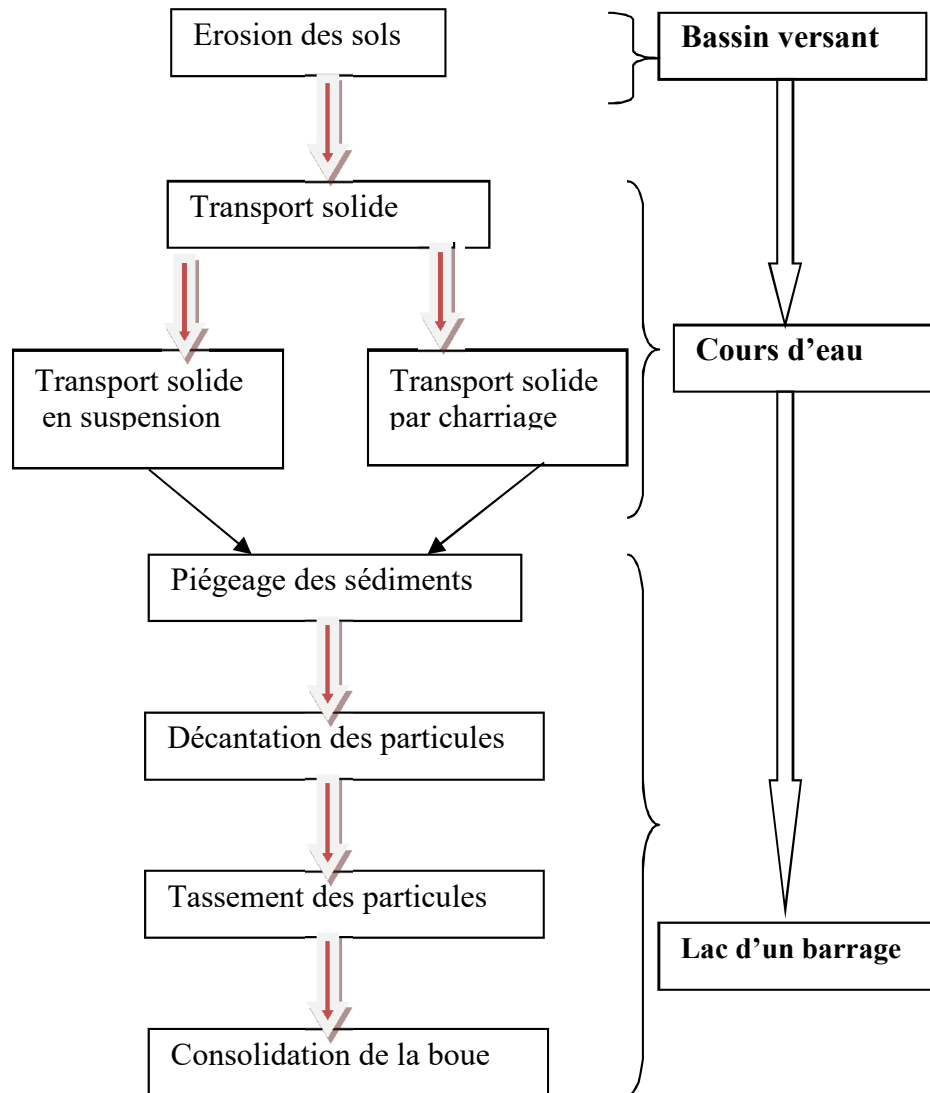 Erosion des sols
Bassin versant
Transport solide
Cours d’eau
Transport solide
en suspension
Transport solide
par charriage
Piégeage des sédiments
Décantation des particules
Tassement des particules
Lac d’un barrage
Consolidation de la boue